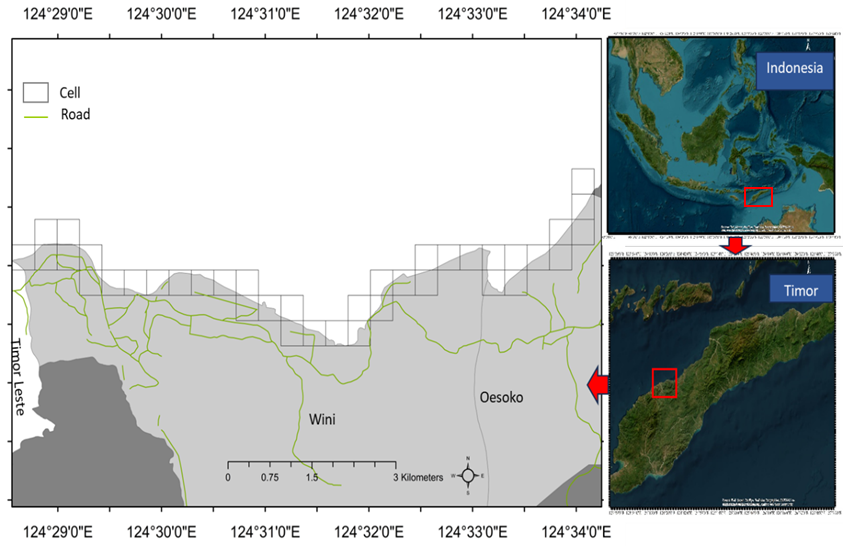 124°29'0"E 124°30'0"E 124°31'0"E 124°32'0"E 124°33'0"E 124°34'0"E
Cell
Road
Timor Leste
Wini
Oesoko
0 0.75 1.5 3 Kilometers
N
W E
S
124°29'0"E 124°30'0"E 124°31'0"E 124°32'0"E 124°33'0"E 124°34'0"E
Indonesia
Timor